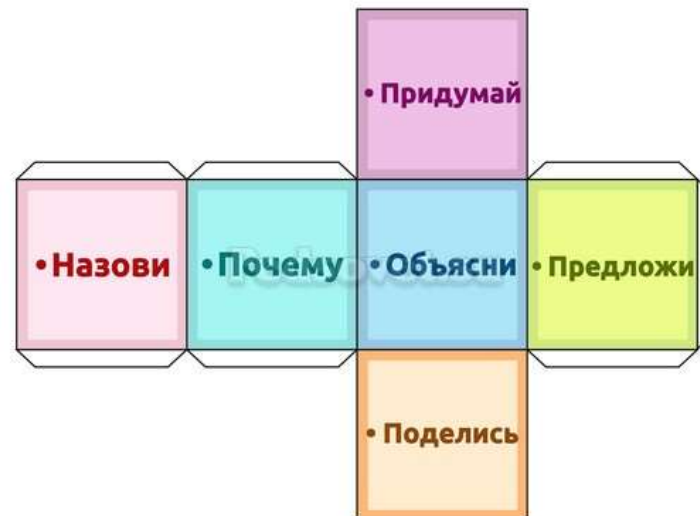 • Придумай
• Назови
• Почему
• Объясни
• Предложи
• Поделись